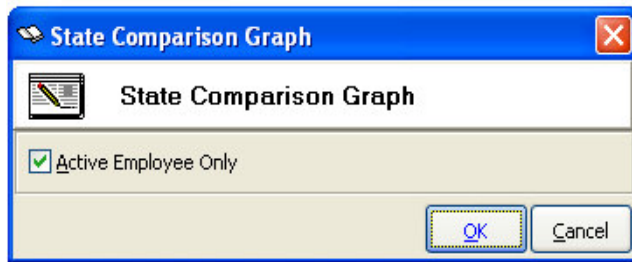 State Comparison Graph
State Comparison Graph
Active Employee Only
OK
Cancel